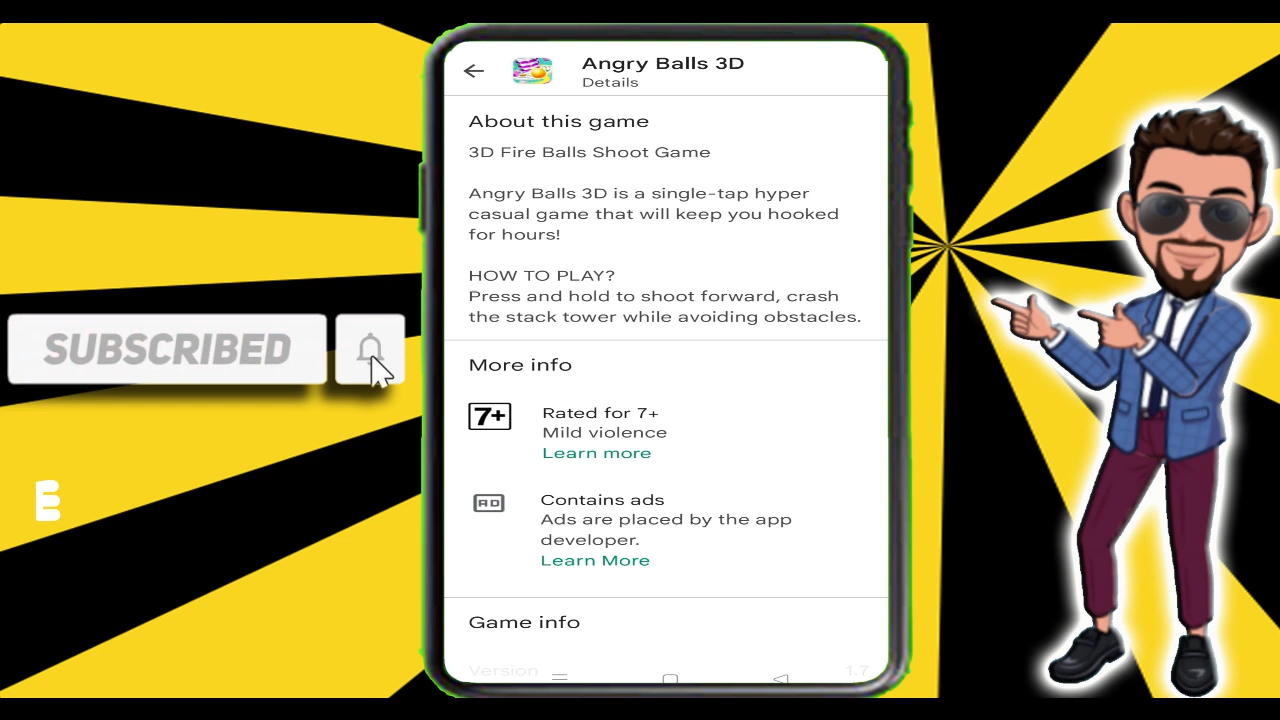 Angry Balls 3D
Details
About this game
3D Fire Balls Shoot Game
Angry Balls 3D is a single-tap hyper
casual game that will keep you hooked
for hours!
HOW TO PLAY?
Press and hold to shoot forward, crash
the stack tower while avoiding obstacles.
More info
7+
Rated for 7+
Mild violence
Learn more
AD
Contains ads
Ads are placed by the app
developer.
Learn More
Game info
Version 1.7
SUBSCRIBED
E